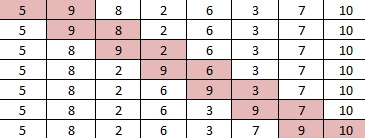 5 9 8 2 6 3 7 10
5 9 8 2 6 3 7 10
5 8 9 2 6 3 7 10
5 8 2 9 6 3 7 10
5 8 2 6 9 3 7 10
5 8 2 6 3 9 7 10
5 8 2 6 3 7 9 10